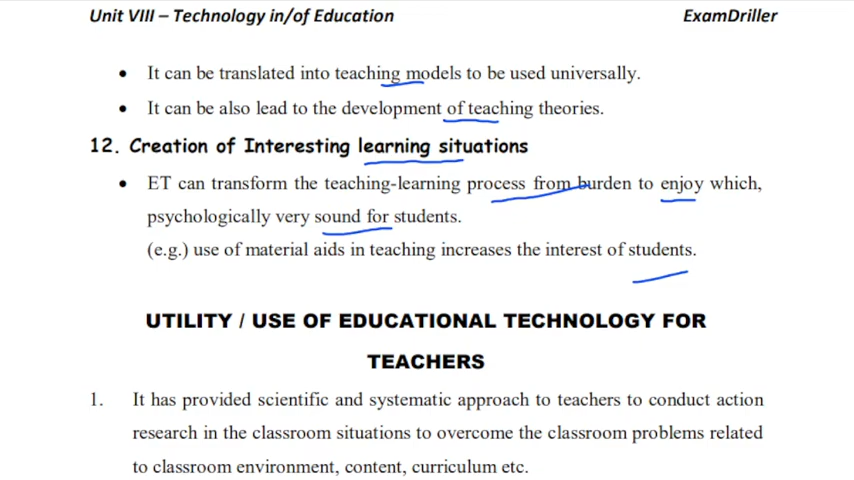 Unit VIII – Technology in/of Education ExamDriller
• It can be translated into teaching models to be used universally.
• It can be also lead to the development of teaching theories.
12. Creation of Interesting learning situations
• ET can transform the teaching-learning process from burden to enjoy which,
psychologically very sound for students.
(e.g.) use of material aids in teaching increases the interest of students.
UTILITY / USE OF EDUCATIONAL TECHNOLOGY FOR
TEACHERS
1. It has provided scientific and systematic approach to teachers to conduct action
research in the classroom situations to overcome the classroom problems related
to classroom environment, content, curriculum etc.